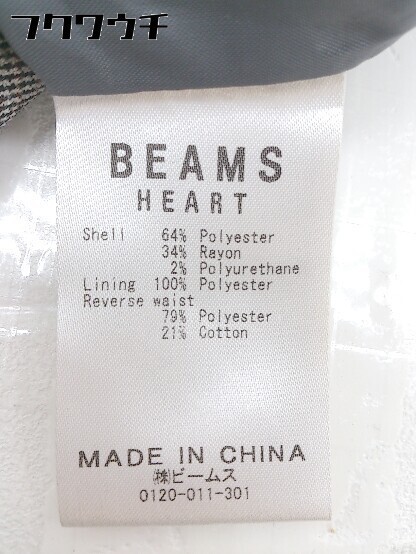 フクワウチ
BEAMS
HEART
Shell 64% Polyester
34% Rayon
2% Polyurethane
Lining 100% Polyester
Reverse waist
79% Polyester
21% Cotton
MADE IN CHINA
㈱ビームス
0120-011-301